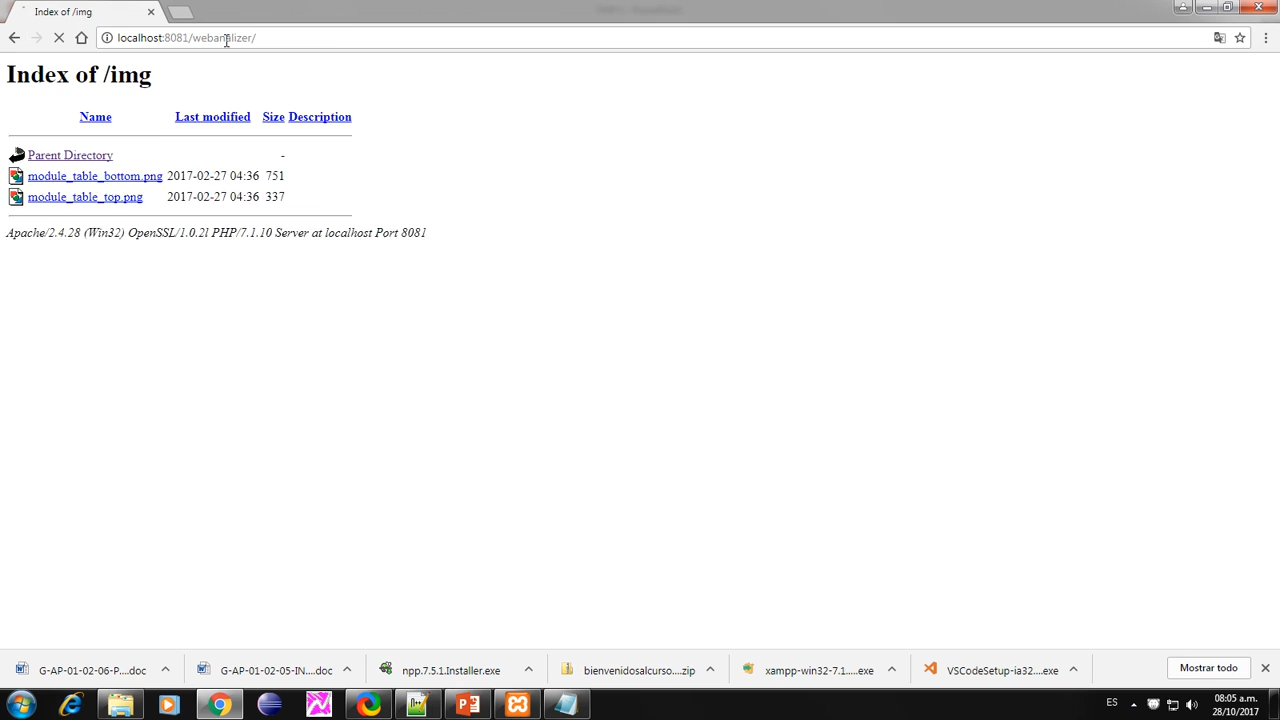 Index of /img
localhost:8081/webanalizer/
Index of /img
Name Last modified Size Description
Parent Directory -
module_table_bottom.png 2017-02-27 04:36 751
module_table_top.png 2017-02-27 04:36 337
Apache/2.4.28 (Win32) OpenSSL/1.0.2l PHP/7.1.10 Server at localhost Port 8081
G-AP-01-02-06-P....doc G-AP-01-02-05-IN....doc npp.7.5.1.Installer.exe bienvenidosalcurso....zip xampp-win32-7.1.....exe VSCodeSetup-ia32....exe Mostrar todo
ES 08:05 a.m.
28/10/2017